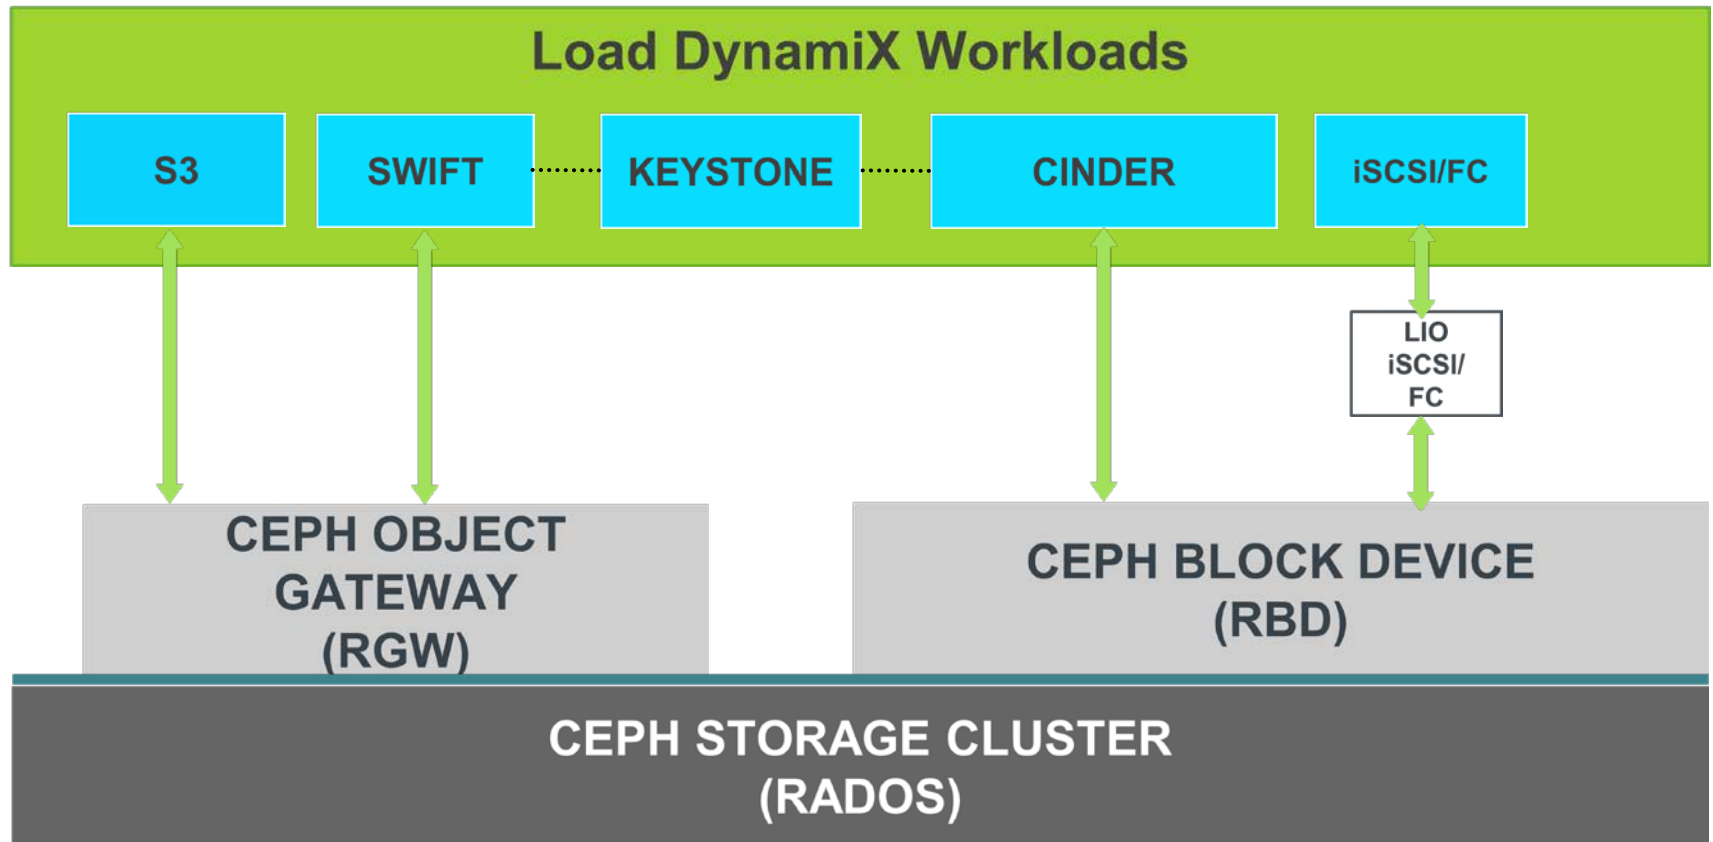 Load DynamiX Workloads
S3
SWIFT
KEYSTONE
CINDER
iSCSI/FC
LIO
iSCSI/
FC
CEPH OBJECT
GATEWAY
(RGW)
CEPH BLOCK DEVICE
(RBD)
CEPH STORAGE CLUSTER
(RADOS)